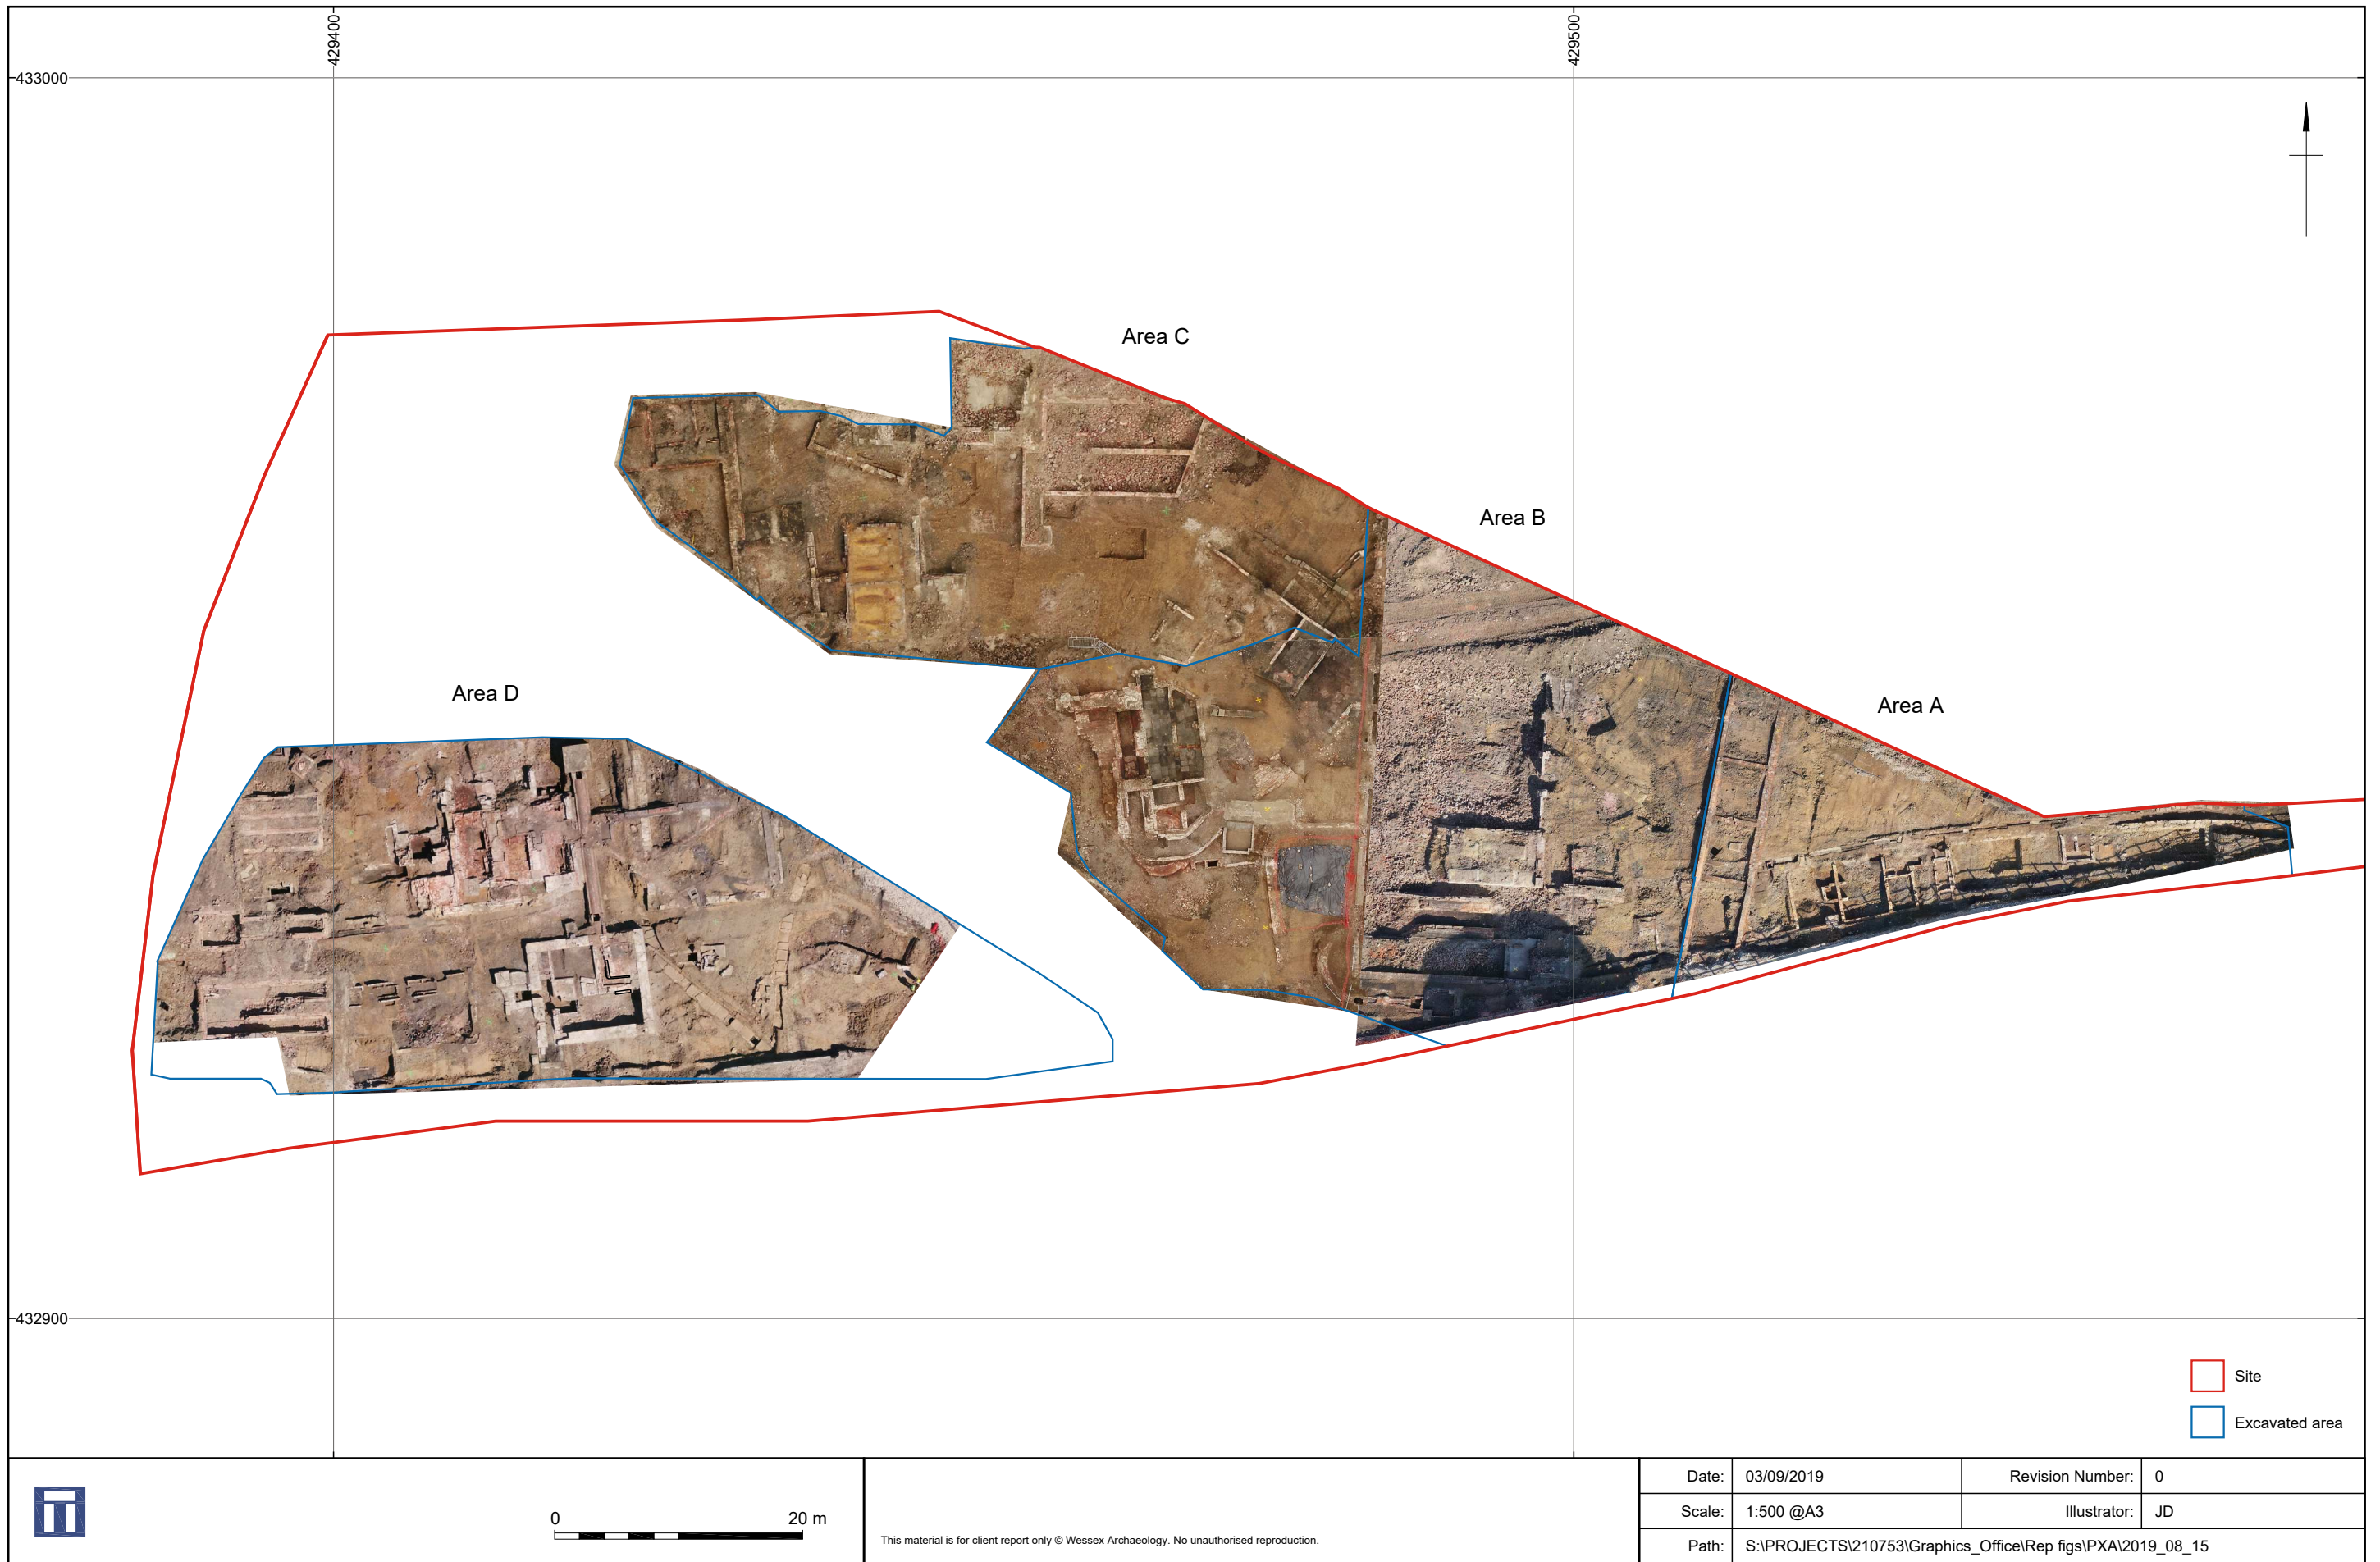 429400
429500
433000
Area C
Area B
Area D
Area A
432900
Site
Excavated area
0 20 m
This material is for client report only © Wessex Archaeology. No unauthorised reproduction.
Date: 03/09/2019 Revision Number: 0
Scale: 1:500 @A3 Illustrator: JD
Path: S:\PROJECTS\210753\Graphics_Office\Rep figs\PXA\2019_08_15